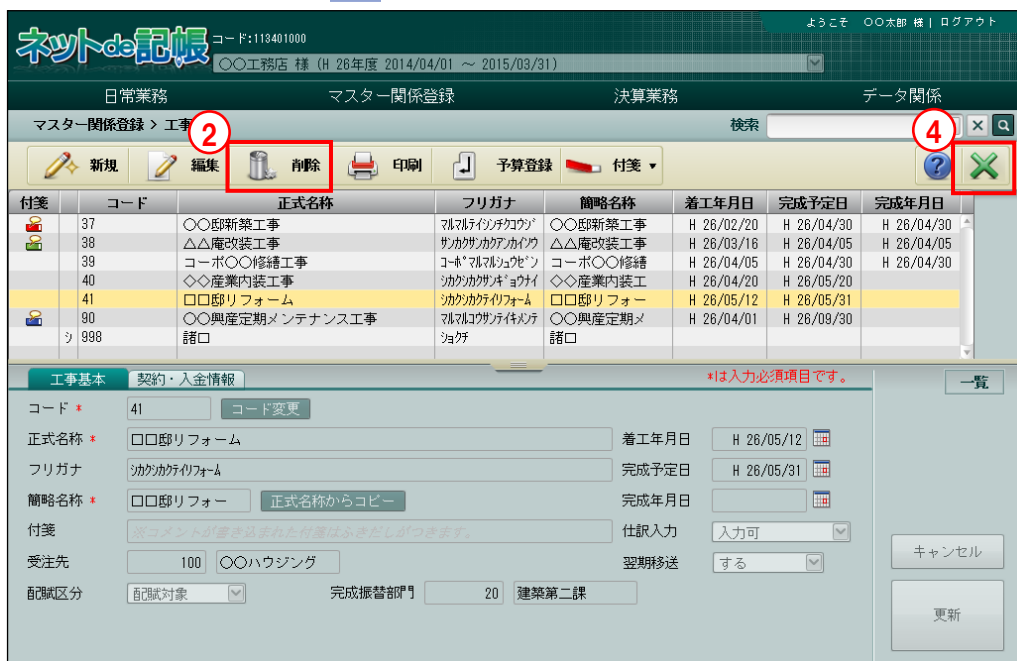 ようこそ 〇〇太郎 様 | ログアウト
ネットde記帳 コード:113401000
〇〇工務店 様 (H 26年度 2014/04/01 ～ 2015/03/31)
日常業務 マスター関係登録 決算業務 データ関係
マスター関係登録 > 工事 検索
② ④
新規 編集 削除 印刷 予算登録 付箋
付箋 コード 正式名称 フリガナ 簡略名称 着工年月日 完成予定日 完成年月日
37 〇〇邸新築工事 マルマルテイシンチクコウジ 〇〇邸新築工事 H 26/02/20 H 26/04/30 H 26/04/30
38 △△庵改装工事 サンカクサンカクアンカイソウ △△庵改装工事 H 26/03/16 H 26/04/05 H 26/04/05
39 コーポ〇〇修繕工事 コーポマルマルシュウゼン コーポ〇〇修繕 H 26/04/05 H 26/04/30 H 26/04/30
40 ◇◇産業内装工事 シカクシカクサンギョウナイ ◇◇産業内装工 H 26/04/20 H 26/05/20
41 □□邸リフォーム シカクシカクテイリフォーム □□邸リフォー H 26/05/12 H 26/05/31
90 〇〇興産定期メンテナンス工事 マルマルコウサンテイキメンテ 〇〇興産定期メ H 26/04/01 H 26/09/30
シ 998 諸口 ショクチ 諸口
工事基本 契約・入金情報 *は入力必須項目です。 一覧
コード * 41 コード変更
正式名称 * □□邸リフォーム 着工年月日 H 26/05/12
フリガナ シカクシカクテイリフォーム 完成予定日 H 26/05/31
簡略名称 * □□邸リフォー 正式名称からコピー 完成年月日
付箋 ※コメントが書き込まれた付箋はふきだしがつきます。 仕訳入力 入力可
受注先 100 〇〇ハウジング 翌期移送 する
キャンセル
配賦区分 配賦対象 完成振替部門 20 建築第二課
更新